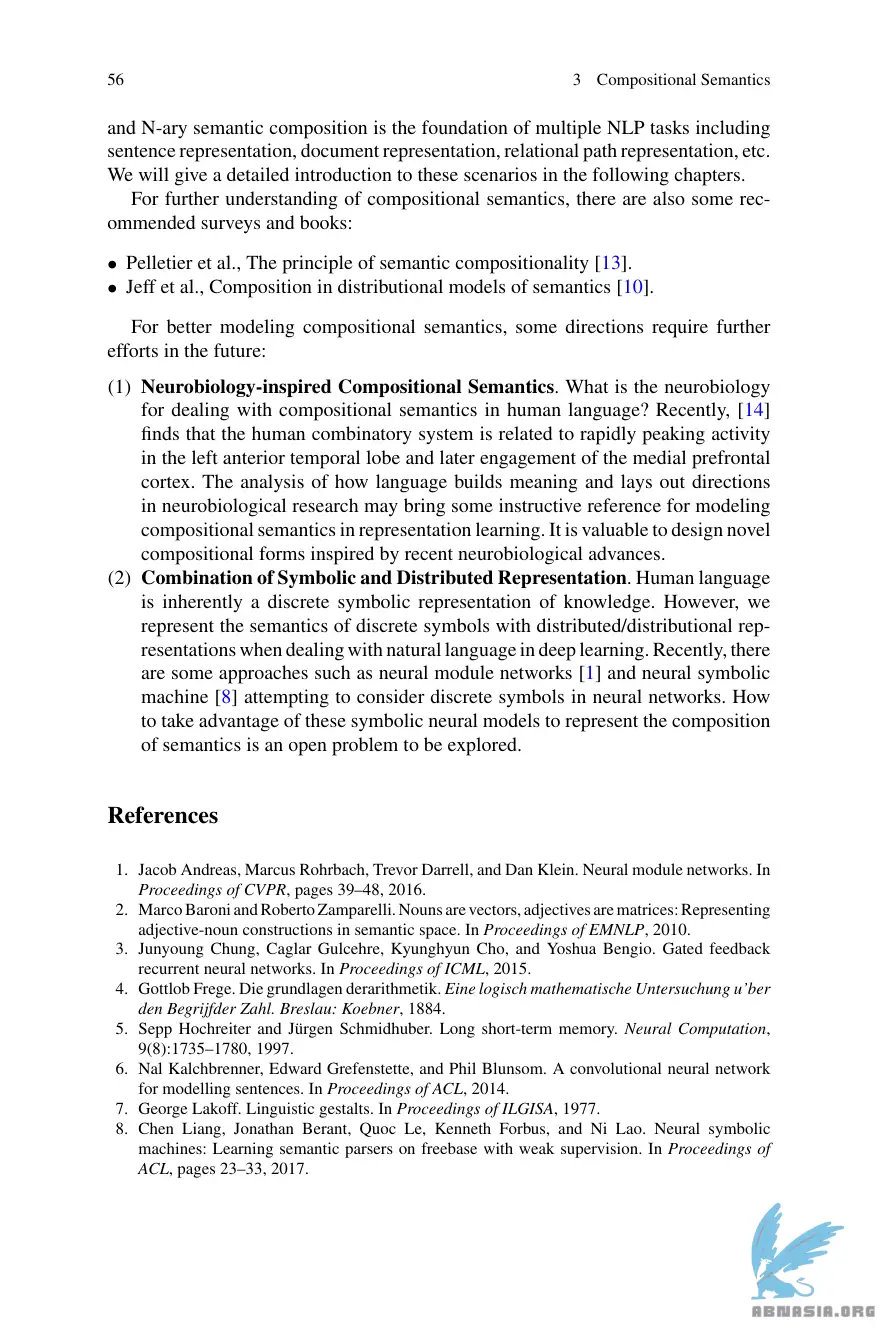 56
3 Compositional Semantics
and N-ary semantic composition is the foundation of multiple NLP tasks including
sentence representation, document representation, relational path representation, etc.
We will give a detailed introduction to these scenarios in the following chapters.
For further understanding of compositional semantics, there are also some rec-
ommended surveys and books:
• Pelletier et al., The principle of semantic compositionality [13].
• Jeff et al., Composition in distributional models of semantics [10].
For better modeling compositional semantics, some directions require further
efforts in the future:
(1) Neurobiology-inspired Compositional Semantics. What is the neurobiology
for dealing with compositional semantics in human language? Recently, [14]
finds that the human combinatory system is related to rapidly peaking activity
in the left anterior temporal lobe and later engagement of the medial prefrontal
cortex. The analysis of how language builds meaning and lays out directions
in neurobiological research may bring some instructive reference for modeling
compositional semantics in representation learning. It is valuable to design novel
compositional forms inspired by recent neurobiological advances.
(2) Combination of Symbolic and Distributed Representation. Human language
is inherently a discrete symbolic representation of knowledge. However, we
represent the semantics of discrete symbols with distributed/distributional rep-
resentations when dealing with natural language in deep learning. Recently, there
are some approaches such as neural module networks [1] and neural symbolic
machine [8] attempting to consider discrete symbols in neural networks. How
to take advantage of these symbolic neural models to represent the composition
of semantics is an open problem to be explored.
References
1. Jacob Andreas, Marcus Rohrbach, Trevor Darrell, and Dan Klein. Neural module networks. In
Proceedings of CVPR, pages 39–48, 2016.
2. Marco Baroni and Roberto Zamparelli. Nouns are vectors, adjectives are matrices: Representing
adjective-noun constructions in semantic space. In Proceedings of EMNLP, 2010.
3. Junyoung Chung, Caglar Gulcehre, Kyunghyun Cho, and Yoshua Bengio. Gated feedback
recurrent neural networks. In Proceedings of ICML, 2015.
4. Gottlob Frege. Die grundlagen derarithmetik. Eine logisch mathematische Untersuchung u'ber
den Begrijfder Zahl. Breslau: Koebner, 1884.
5. Sepp Hochreiter and Jürgen Schmidhuber. Long short-term memory. Neural Computation,
9(8):1735–1780, 1997.
6. Nal Kalchbrenner, Edward Grefenstette, and Phil Blunsom. A convolutional neural network
for modelling sentences. In Proceedings of ACL, 2014.
7. George Lakoff. Linguistic gestalts. In Proceedings of ILGISA, 1977.
8. Chen Liang, Jonathan Berant, Quoc Le, Kenneth Forbus, and Ni Lao. Neural symbolic
machines: Learning semantic parsers on freebase with weak supervision. In Proceedings of
ACL, pages 23–33, 2017.
ABNASIA.ORG